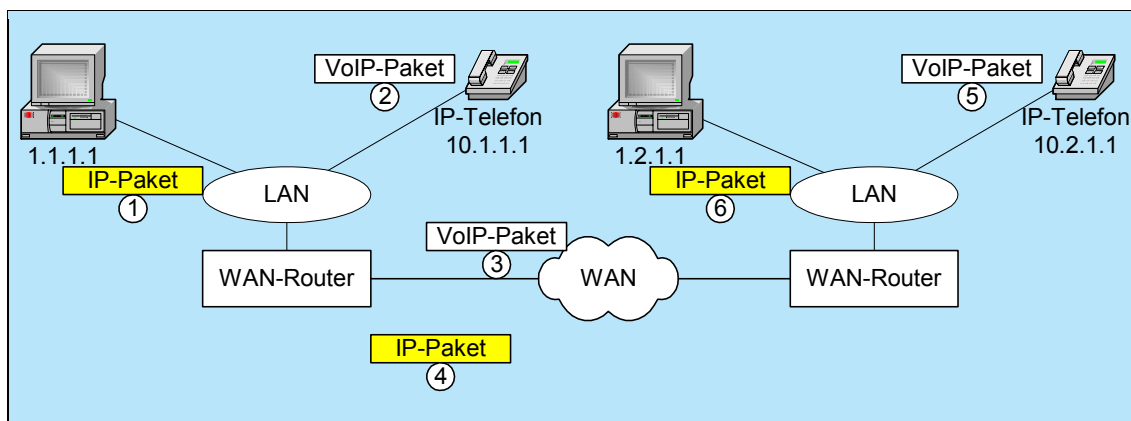 VoIP-Paket
2
IP-Telefon
10.1.1.1
1.1.1.1
IP-Paket
1
LAN
WAN-Router
VoIP-Paket
3
WAN
IP-Paket
4
VoIP-Paket
5
IP-Telefon
10.2.1.1
1.2.1.1
IP-Paket
6
LAN
WAN-Router